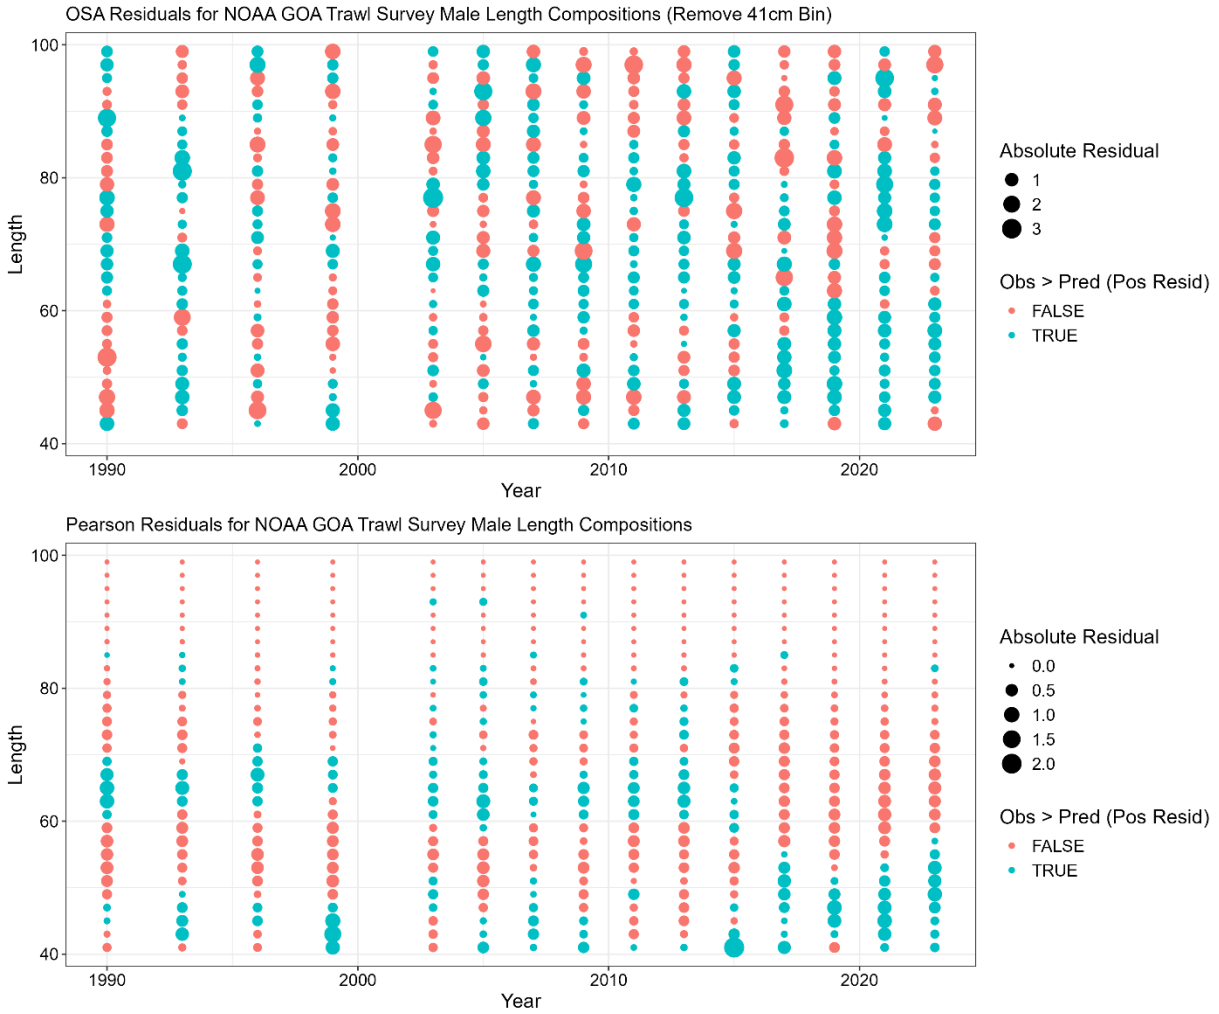 OSA Residuals for NOAA GOA Trawl Survey Male Length Compositions (Remove 41cm Bin)
100
80
60
40
Length
1990
2000
2010
2020
Year
Absolute Residual
1
2
3
Obs > Pred (Pos Resid)
FALSE
TRUE
Pearson Residuals for NOAA GOA Trawl Survey Male Length Compositions
100
80
60
40
Length
1990
2000
2010
2020
Year
Absolute Residual
0.0
0.5
1.0
1.5
2.0
Obs > Pred (Pos Resid)
FALSE
TRUE